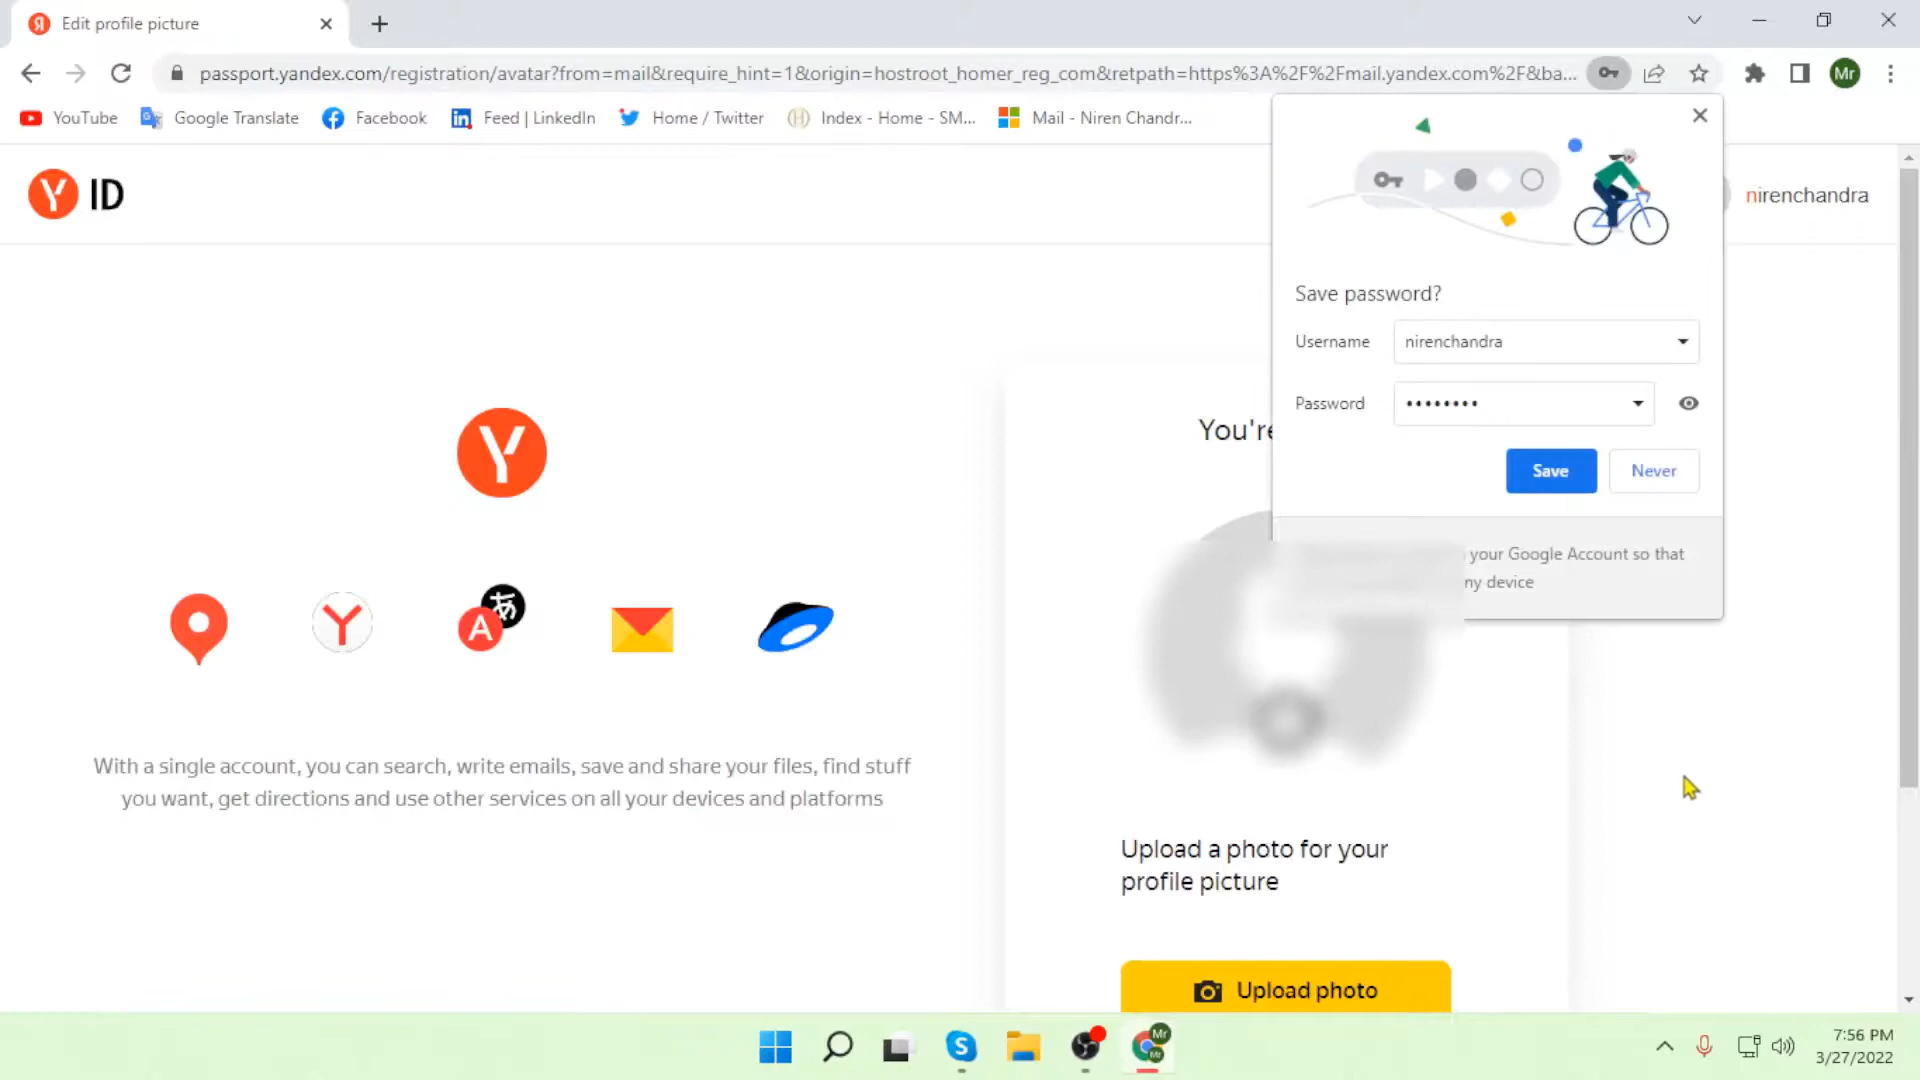 Edit profile picture
passport.yandex.com/registration/avatar?from=mail&require_hint=1&origin=hostroot_homer_reg_com&retpath=https%3A%2F%2Fmail.yandex.com%2F&ba...
Mr
YouTube
Google Translate
Facebook
Feed | LinkedIn
Home / Twitter
Index - Home - SM...
Mail - Niren Chandr...
Y ID
nirenchandra
Save password?
Username
nirenchandra
Password
••••••••
Save
Never
your Google Account so that
ny device
You're
Y
Y
A あ
With a single account, you can search, write emails, save and share your files, find stuff
you want, get directions and use other services on all your devices and platforms
Upload a photo for your
profile picture
Upload photo
S
Mr
Mr
7:56 PM
3/27/2022